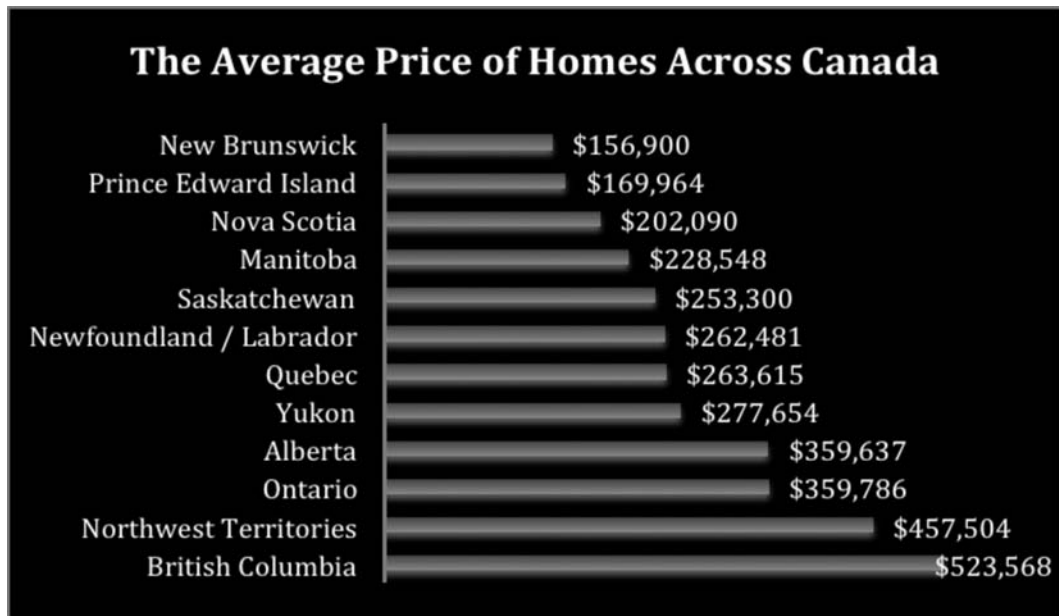 The Average Price of Homes Across Canada
New Brunswick $156,900
Prince Edward Island $169,964
Nova Scotia $202,090
Manitoba $228,548
Saskatchewan $253,300
Newfoundland / Labrador $262,481
Quebec $263,615
Yukon $277,654
Alberta $359,637
Ontario $359,786
Northwest Territories $457,504
British Columbia $523,568